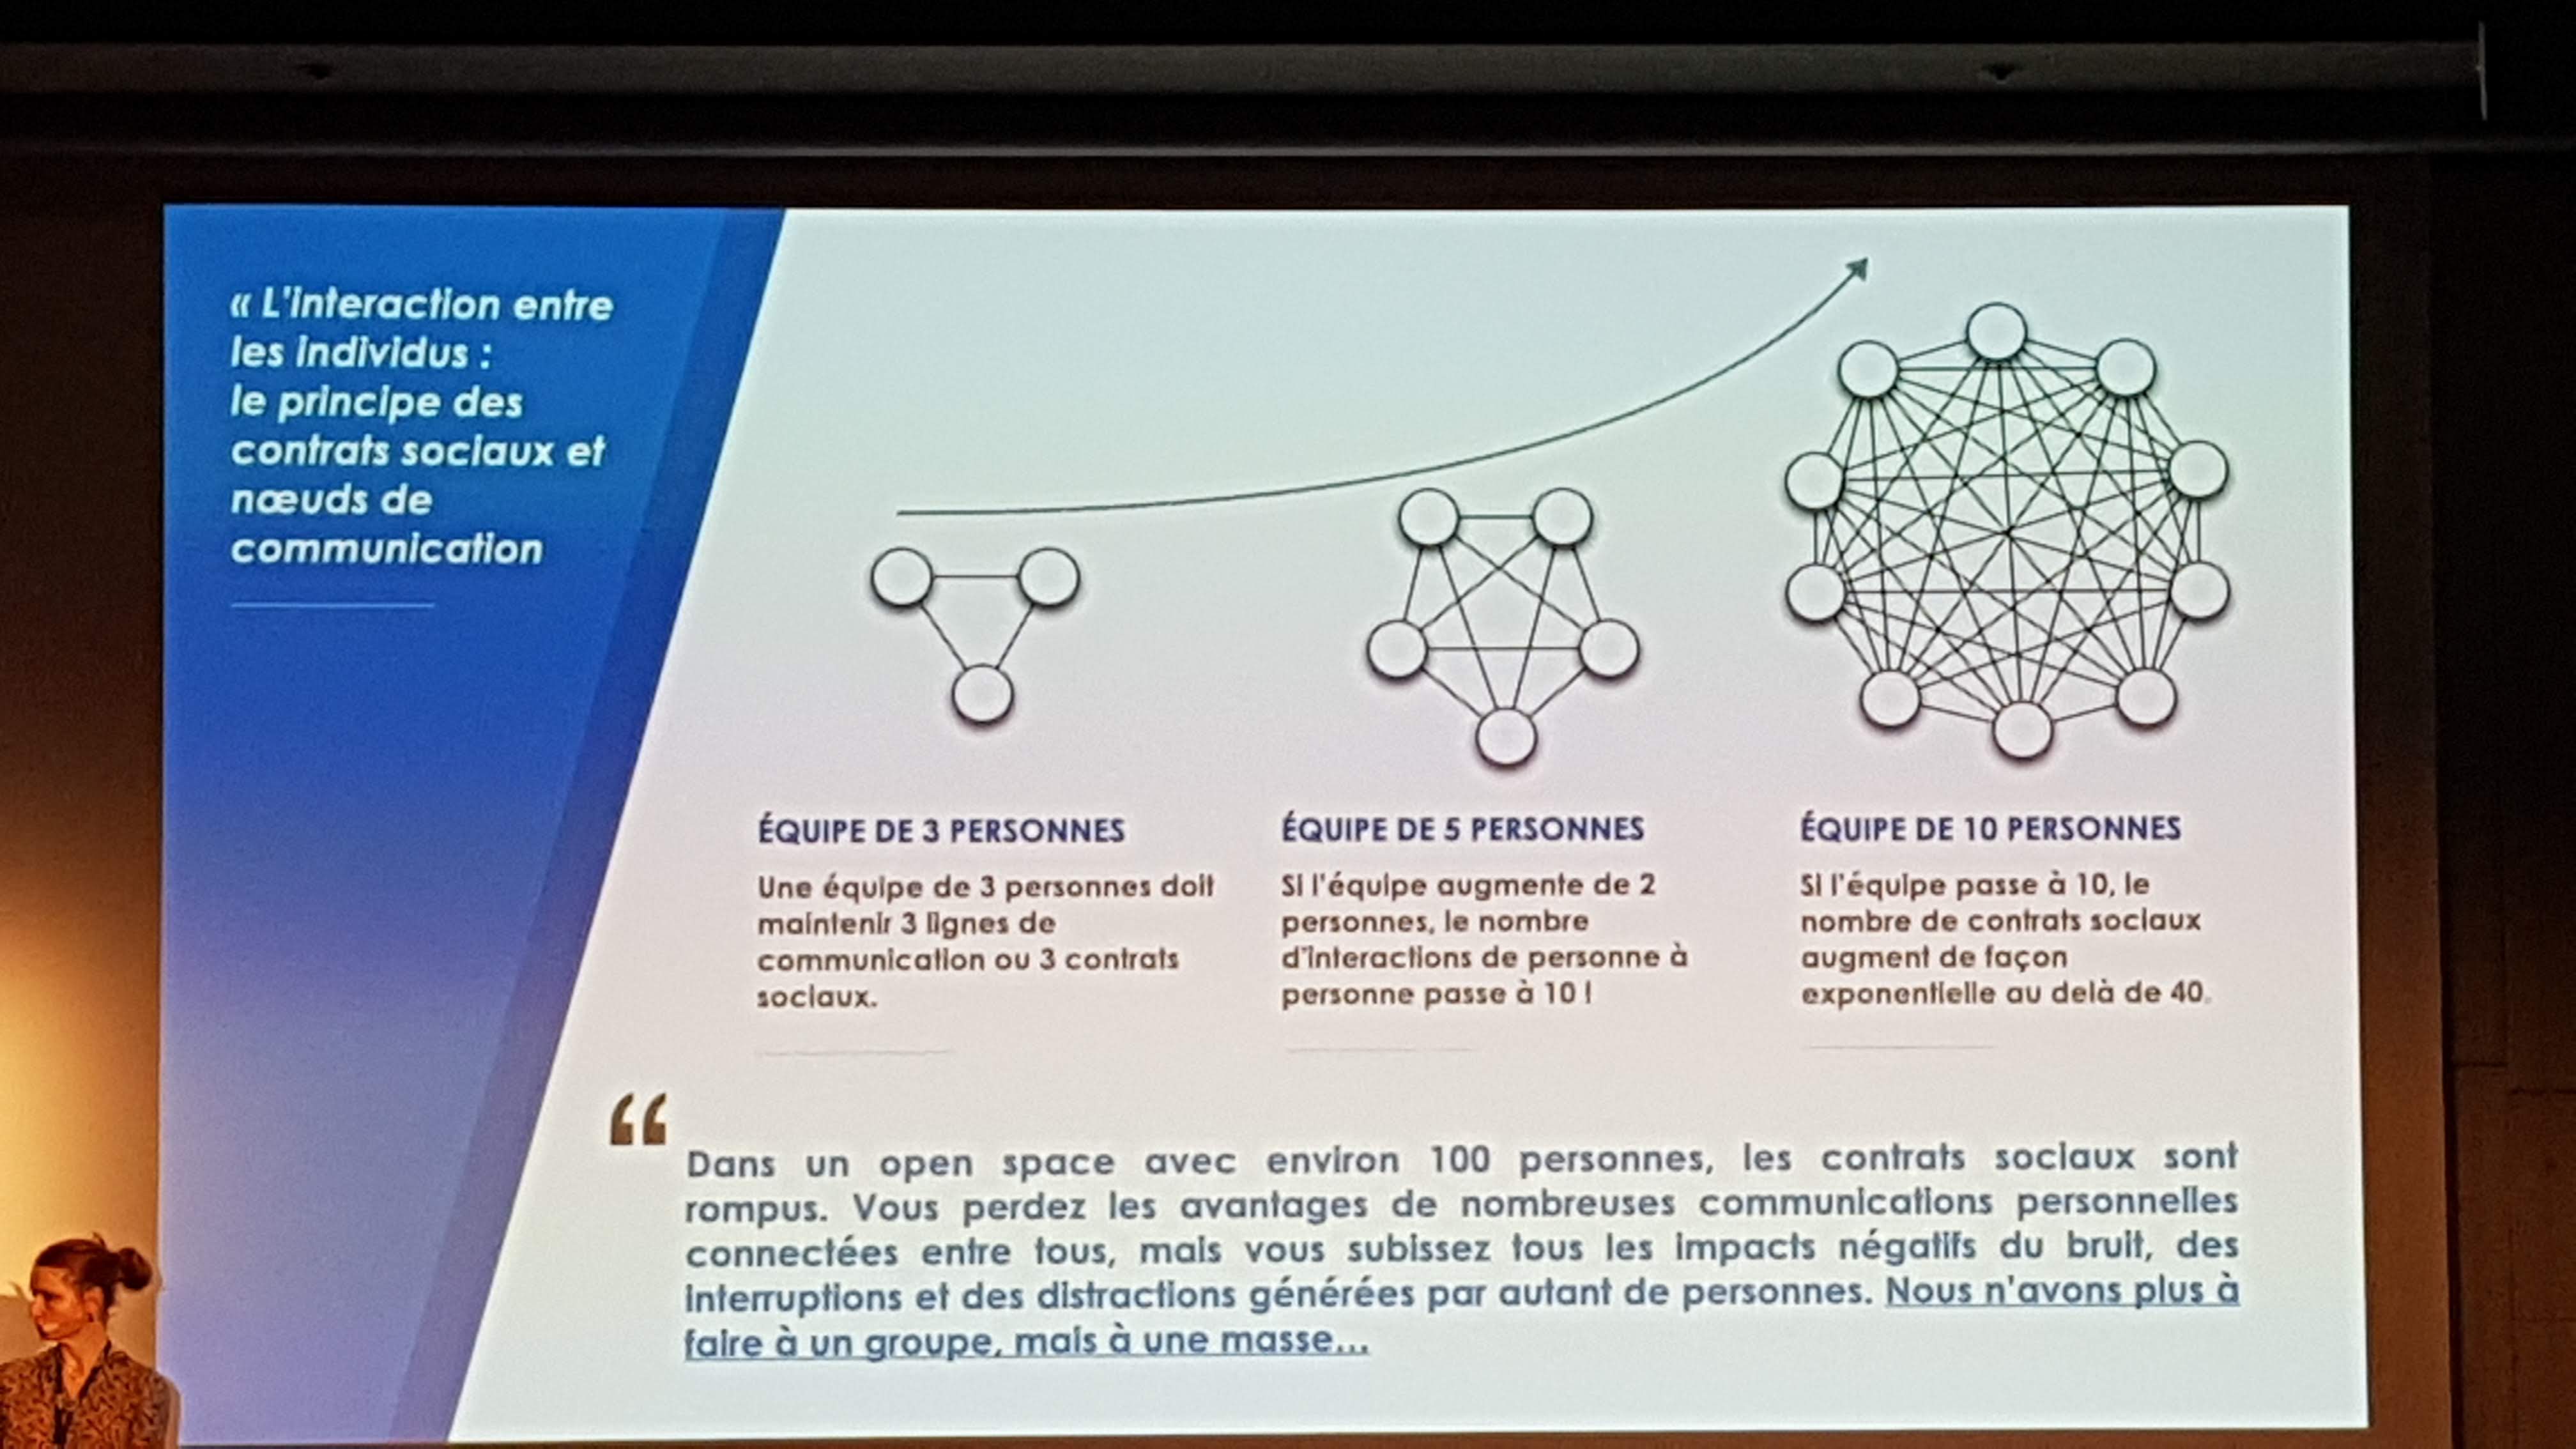 « L'interaction entre
les individus :
le principe des
contrats sociaux et
nœuds de
communication
ÉQUIPE DE 3 PERSONNES
Une équipe de 3 personnes doit
maintenir 3 lignes de
communication ou 3 contrats
sociaux.
ÉQUIPE DE 5 PERSONNES
Si l'équipe augmente de 2
personnes, le nombre
d'interactions de personne à
personne passe à 10 !
ÉQUIPE DE 10 PERSONNES
Si l'équipe passe à 10, le
nombre de contrats sociaux
augment de façon
exponentielle au delà de 40.
“
Dans un open space avec environ 100 personnes, les contrats sociaux sont
rompus. Vous perdez les avantages de nombreuses communications personnelles
connectées entre tous, mais vous subissez tous les impacts négatifs du bruit, des
interruptions et des distractions générées par autant de personnes. Nous n'avons plus à
faire à un groupe, mais à une masse...